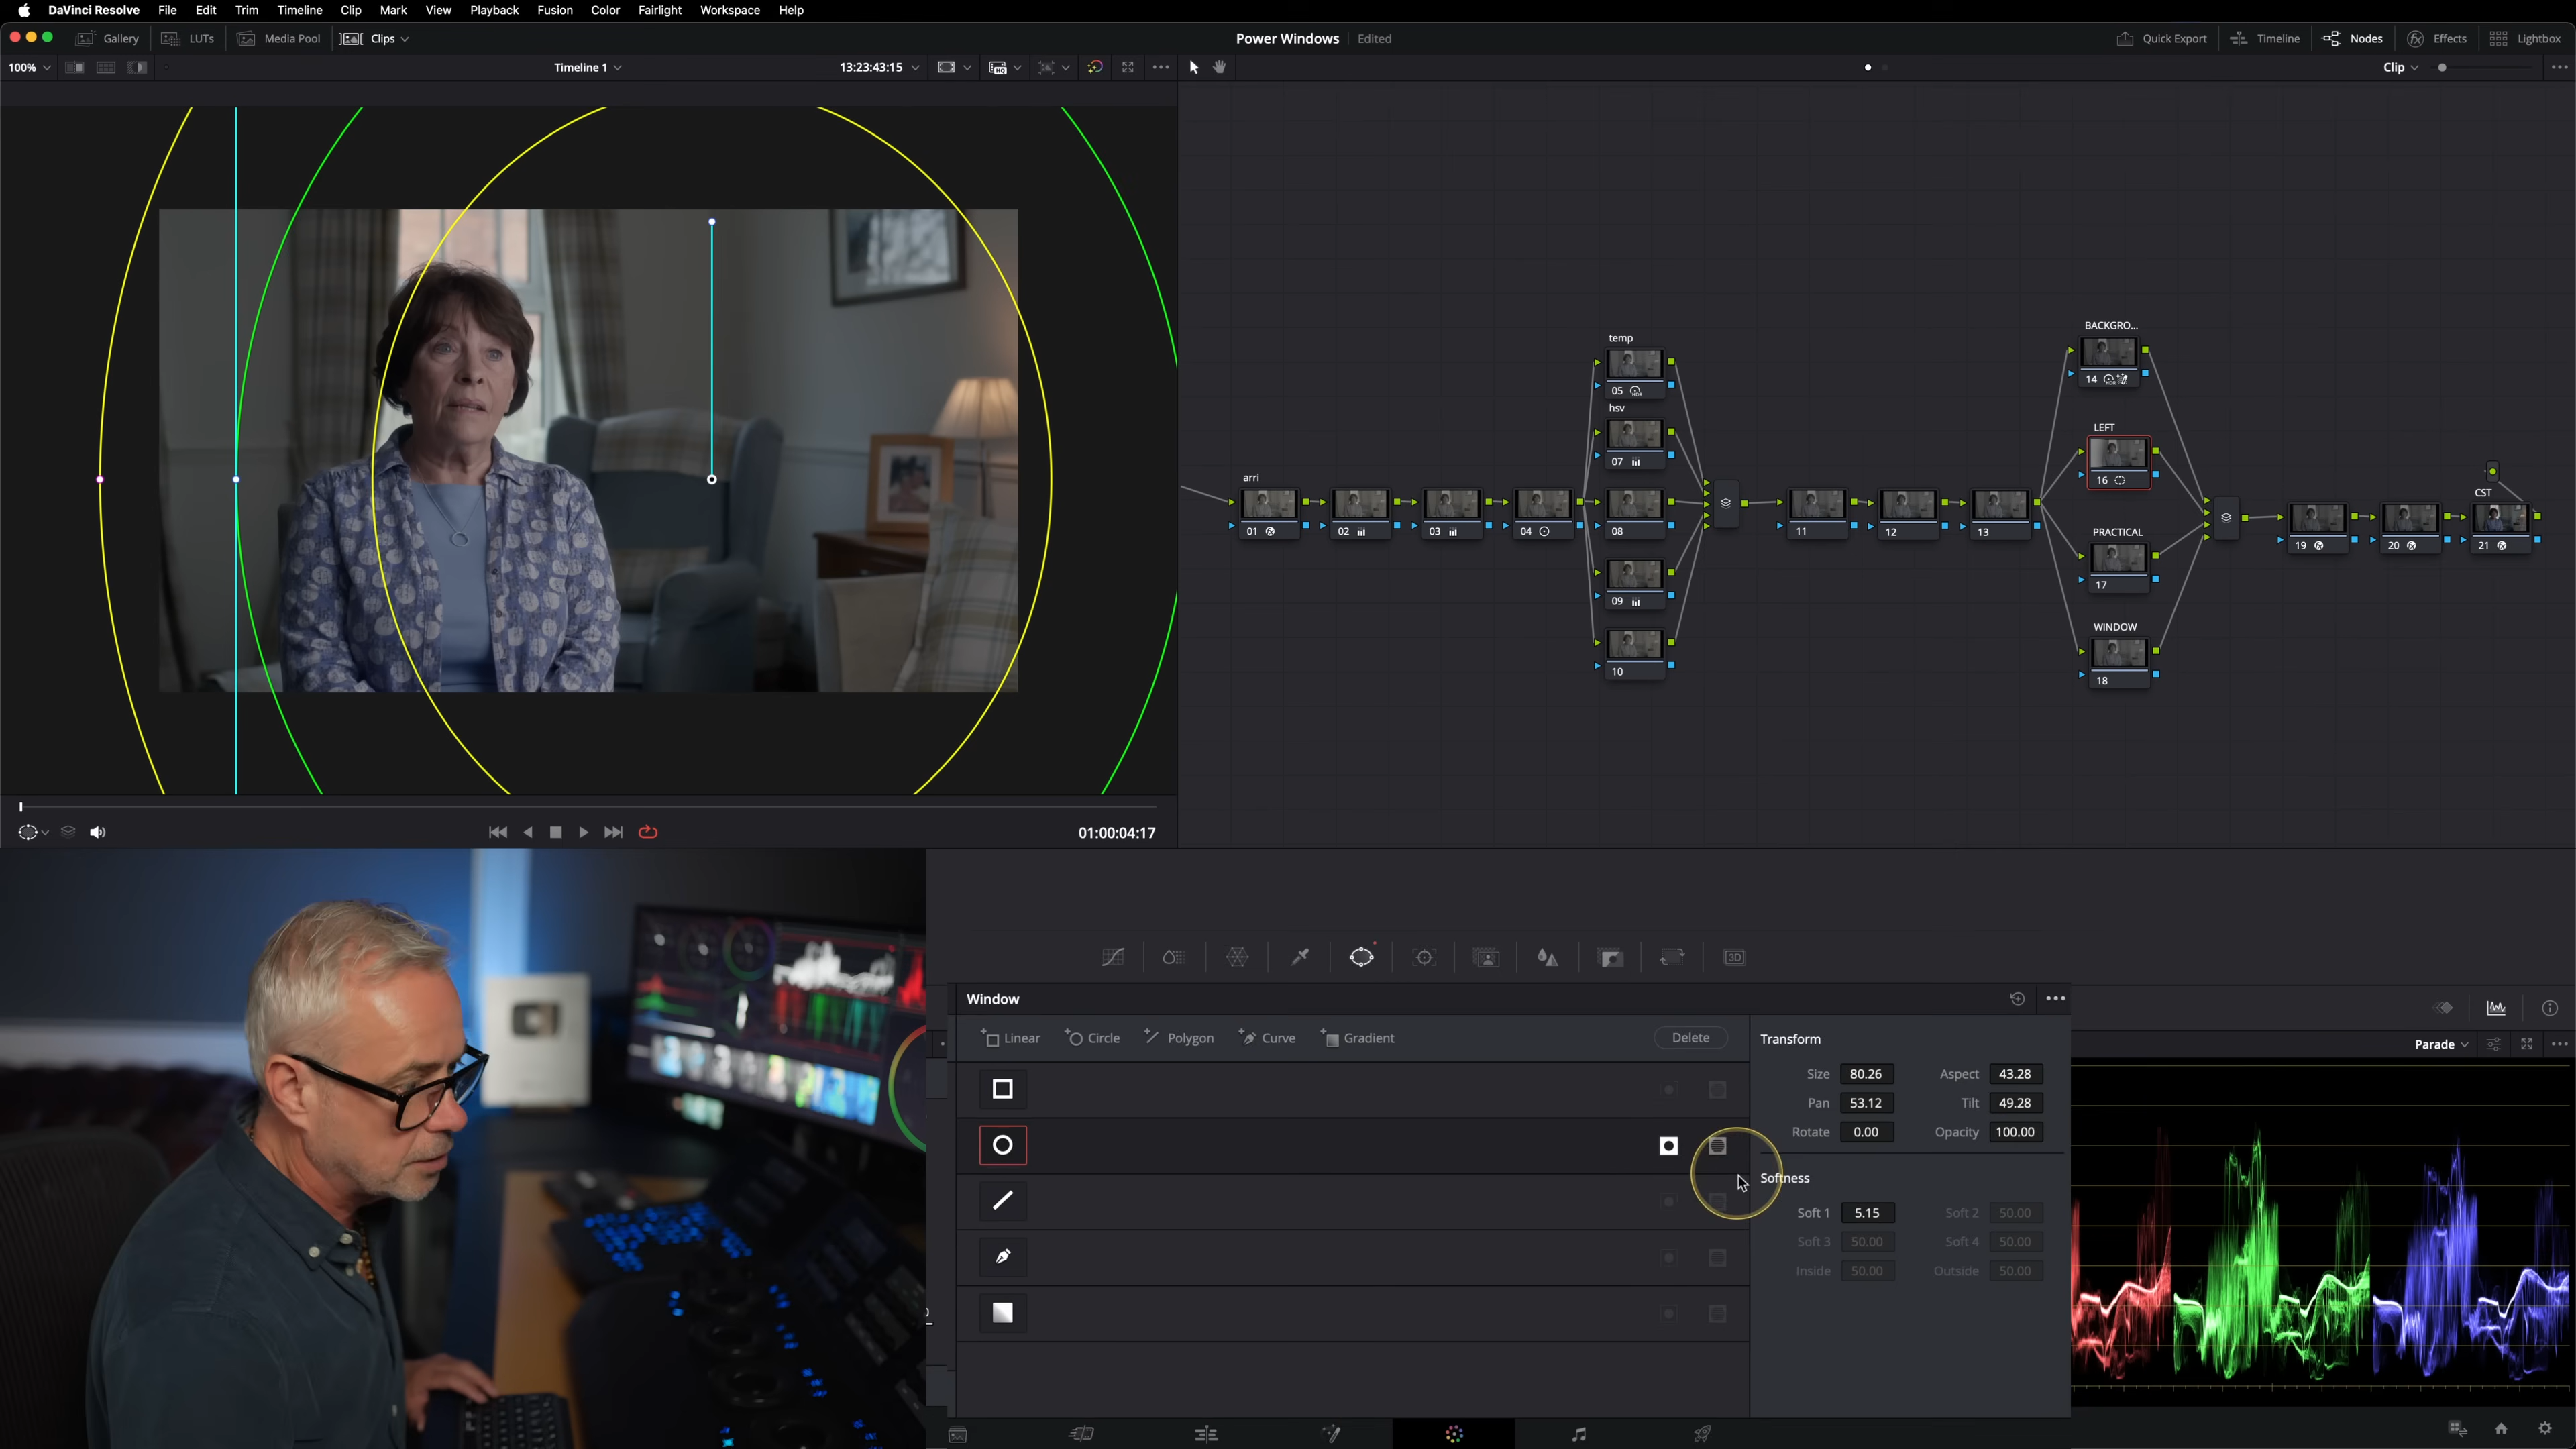 DaVinci Resolve File Edit Trim Timeline Clip Mark View Playback Fusion Color Fairlight Workspace Help
Gallery LUTs Media Pool Clips Power Windows Edited Quick Export Timeline Nodes Effects Lightbox
100% Timeline 1 13:23:43:15 HQ Clip
BACKGRO...
14 HDR
temp
05 HDR
hsv
07
LEFT
16
arri
01 02 03 04 08 11 12 13
CST
19 20 21
PRACTICAL
17
09
WINDOW
18
10
01:00:04:17
3D
Window
Linear Circle Polygon Curve Gradient Delete
Transform
Size 80.26 Aspect 43.28
Pan 53.12 Tilt 49.28
Rotate 0.00 Opacity 100.00
Softness
Soft 1 5.15 Soft 2 50.00
Soft 3 50.00 Soft 4 50.00
Inside 50.00 Outside 50.00
Parade